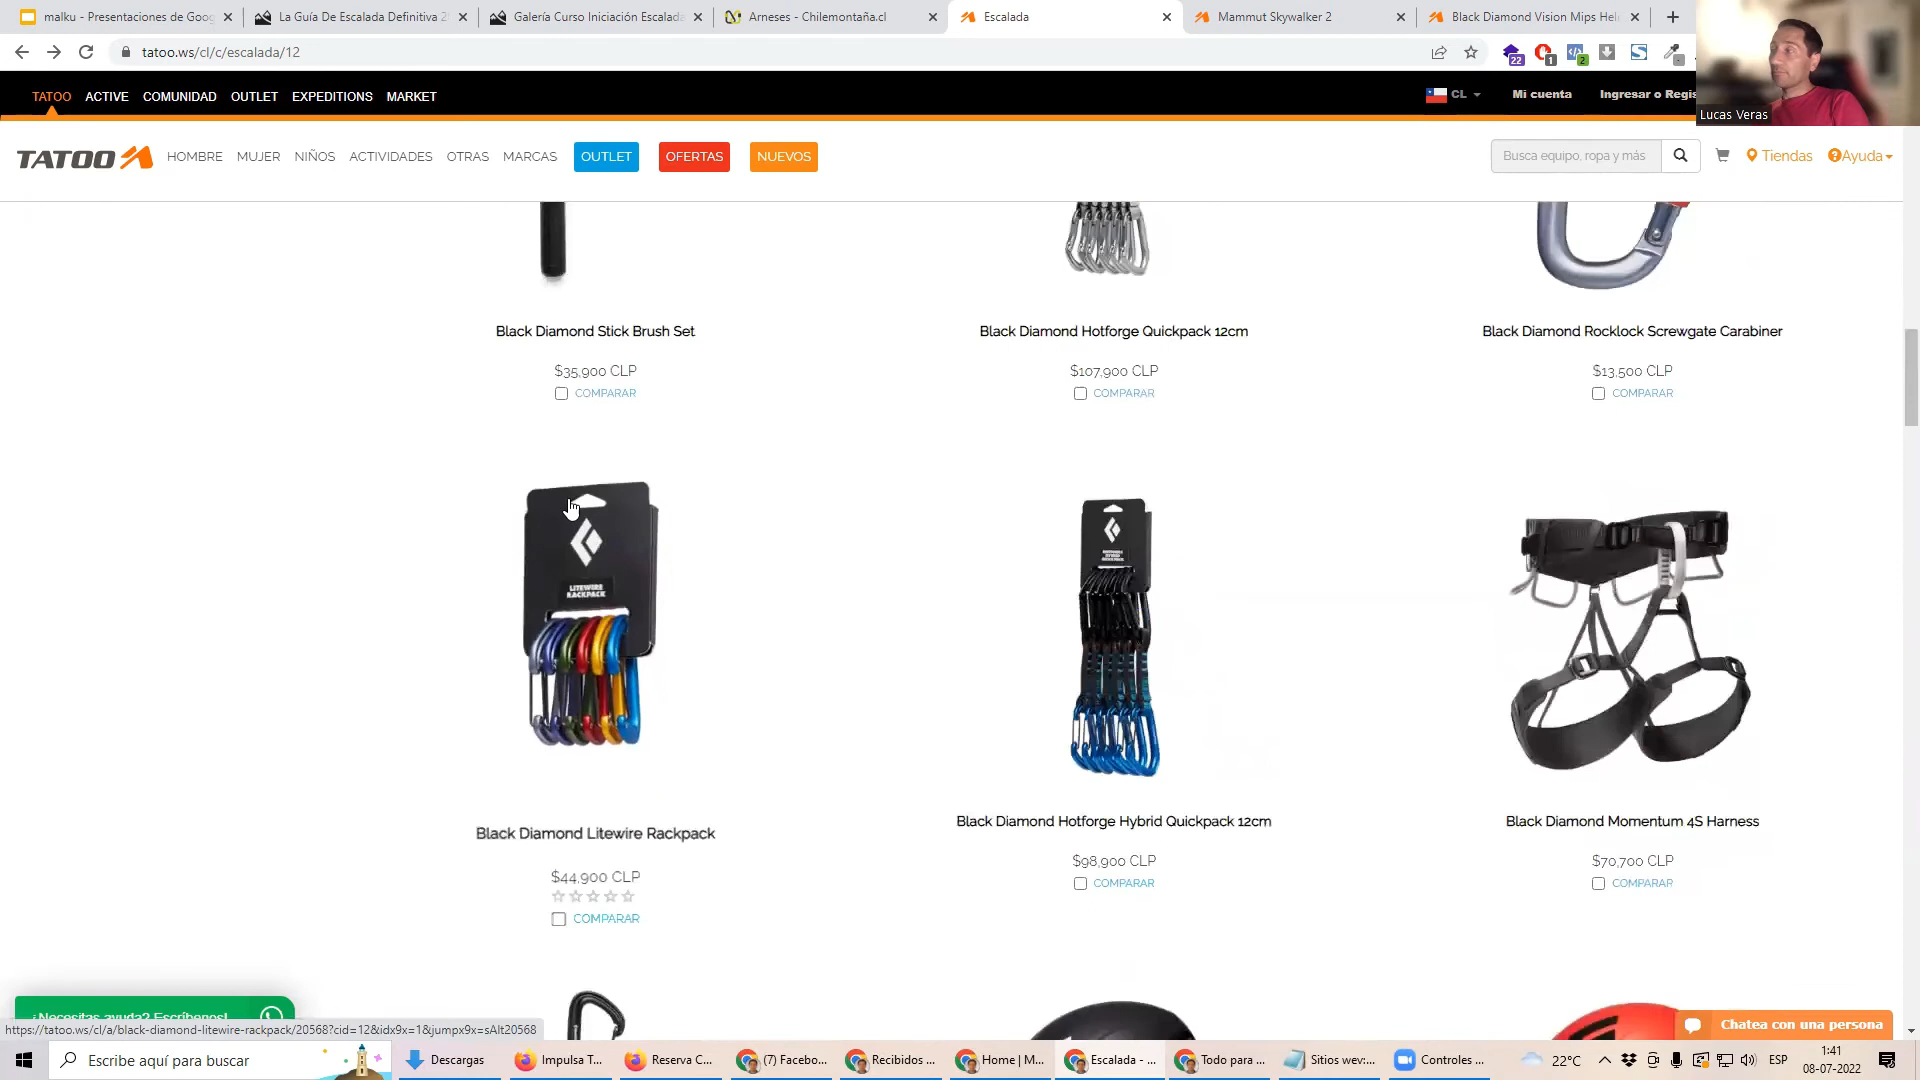 malku - Presentaciones de Goog
La Guía De Escalada Definitiva 2
Galería Curso Iniciación Escalada
Arneses - Chilemontaña.cl
Escalada
Mammut Skywalker 2
Black Diamond Vision Mips Hel
tatoo.ws/cl/c/escalada/12
22
1
2
TATOO ACTIVE COMUNIDAD OUTLET EXPEDITIONS MARKET
CL
Mi cuenta
Ingresar o Regis
Lucas Veras
TATOO
HOMBRE MUJER NIÑOS ACTIVIDADES OTRAS MARCAS OUTLET OFERTAS NUEVOS
Busca equipo, ropa y más
Tiendas
Ayuda
Black Diamond Stick Brush Set
$35,900 CLP
COMPARAR
Black Diamond Hotforge Quickpack 12cm
$107,900 CLP
COMPARAR
Black Diamond Rocklock Screwgate Carabiner
$13,500 CLP
COMPARAR
LITEWIRE
RACKPACK
Black Diamond Litewire Rackpack
$44,900 CLP
COMPARAR
Black Diamond Hotforge Hybrid Quickpack 12cm
$98,900 CLP
COMPARAR
Black Diamond Momentum 4S Harness
$70,700 CLP
COMPARAR
¿Necesitas ayuda? Escríbenos!
https://tatoo.ws/cl/a/black-diamond-litewire-rackpack/20568?cid=12&idx9x=1&jumpx9x=sAlt20568
Chatea con una persona
Escribe aquí para buscar
Descargas
Impulsa T...
Reserva C...
(7) Facebo...
Recibidos ...
Home | M...
Escalada - ...
Todo para ...
Sitios wev:...
Controles ...
22°C
ESP
1:41
08-07-2022